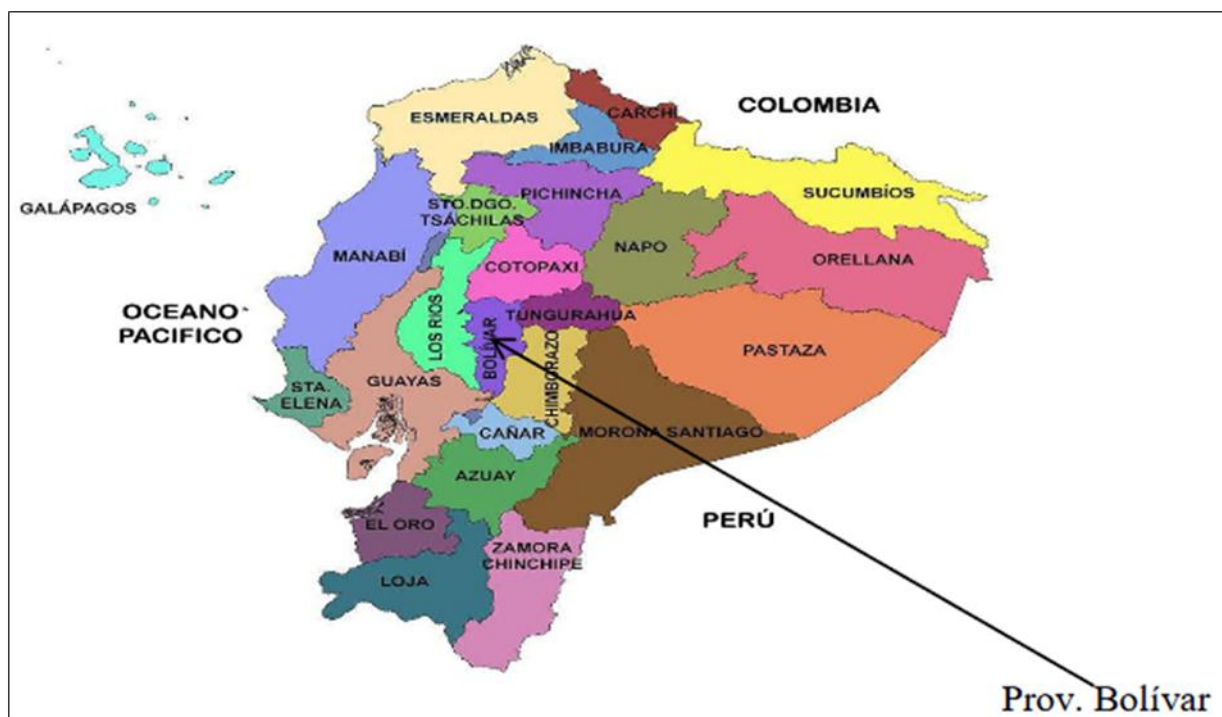 COLOMBIA
ESMERALDAS
CARCHI
IMBABURA
SUCUMBÍOS
GALÁPAGOS
PICHINCHA
STO.DGO.
TSÁCHILAS
MANABÍ
NAPO
ORELLANA
COTOPAXI
OCEANO
PACIFICO
LOS RIOS
TUNGURAHUA
BOLÍVAR
PASTAZA
STA.
ELENA
GUAYAS
CHIMBORAZO
CAÑAR
MORONA SANTIAGO
AZUAY
PERÚ
EL ORO
ZAMORA
CHINCHIPE
LOJA
Prov. Bolívar